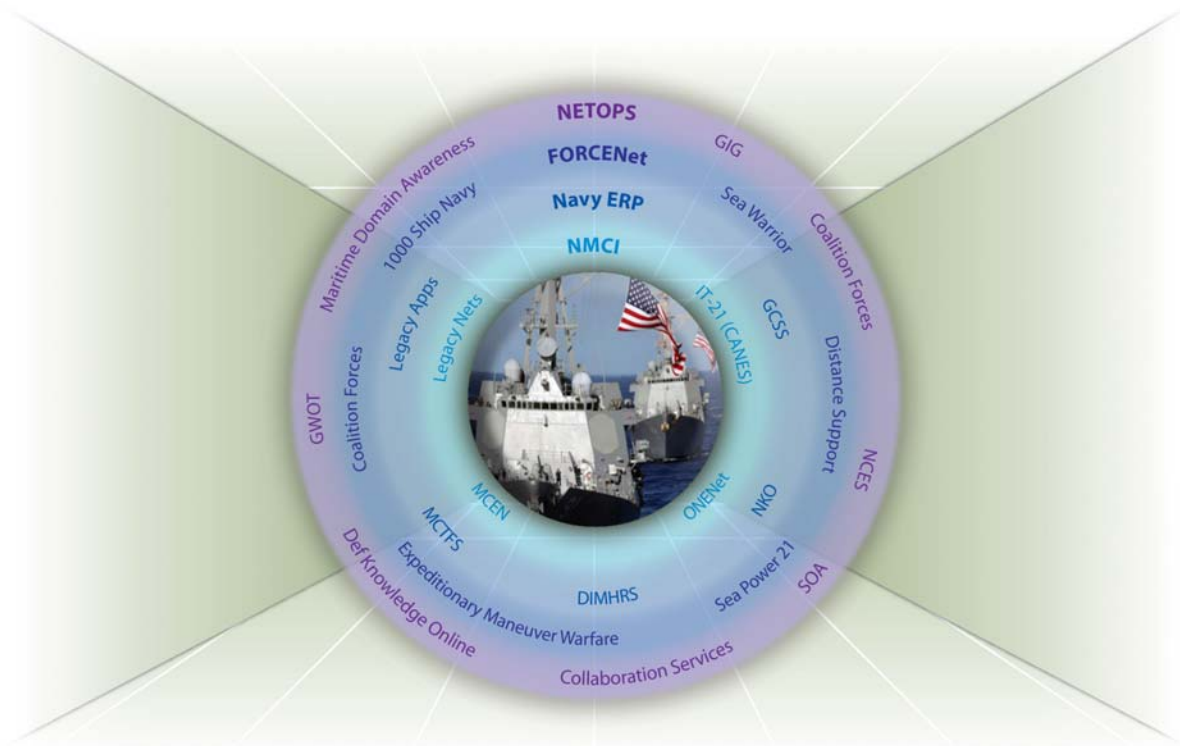 NETOPS
GIG
Coalition Forces
NCES
SOA
Collaboration Services
Def Knowledge Online
GWOT
Maritime Domain Awareness
FORCENet
Sea Warrior
Distance Support
Sea Power 21
Expeditionary Maneuver Warfare
Coalition Forces
1000 Ship Navy
Navy ERP
GCSS
NKO
DIMHRS
MCTFS
Legacy Apps
NMCI
IT-21 (CANES)
ONENet
MCEN
Legacy Nets